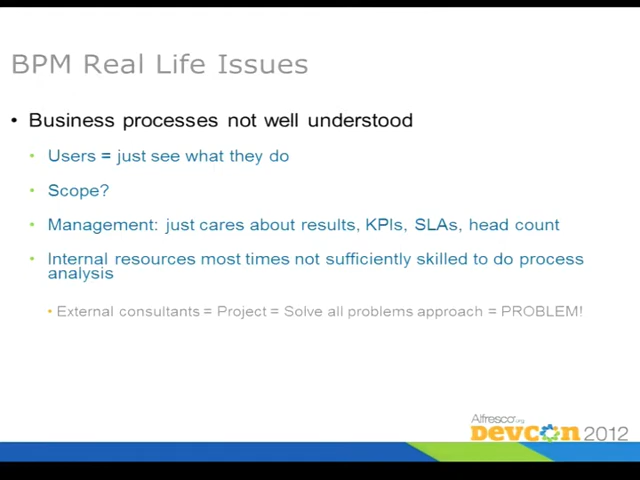 BPM Real Life Issues
• Business processes not well understood
• Users = just see what they do
• Scope?
• Management: just cares about results, KPIs, SLAs, head count
• Internal resources most times not sufficiently skilled to do process
analysis
• External consultants = Project = Solve all problems approach = PROBLEM!
Alfresco.org
DevCon 2012